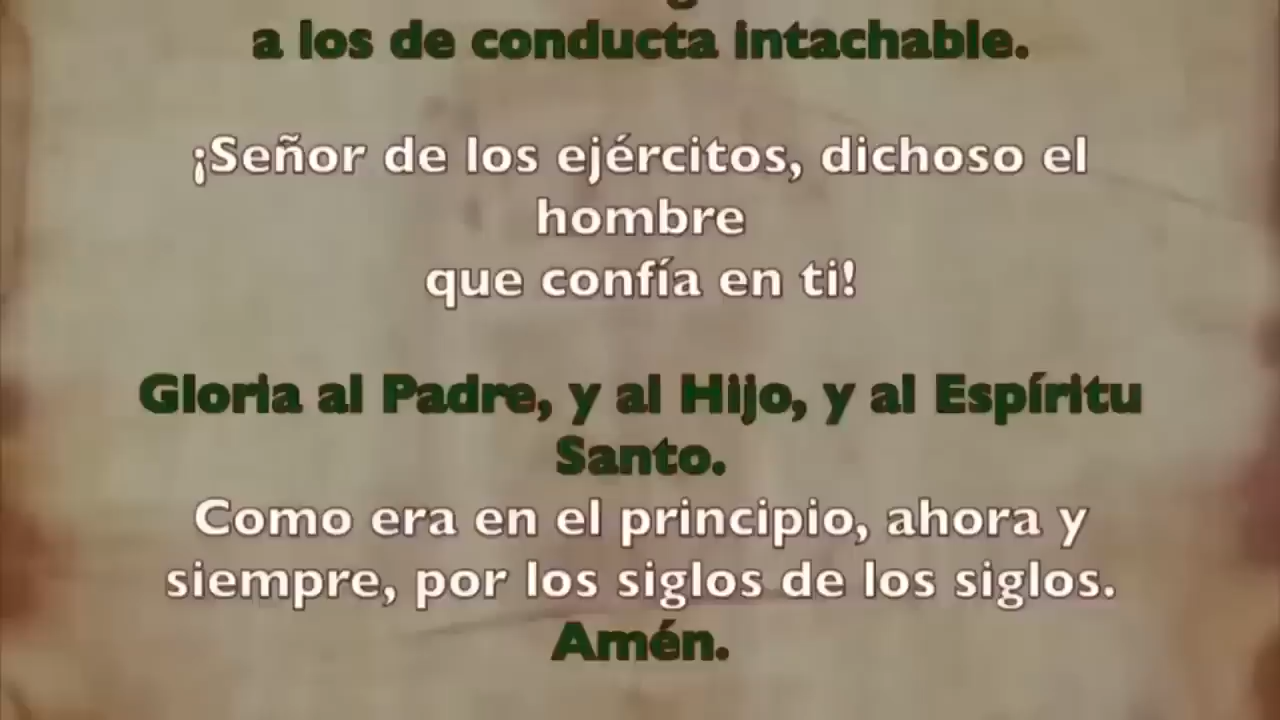 a los de conducta intachable.
¡Señor de los ejércitos, dichoso el
hombre
que confía en ti!
Gloria al Padre, y al Hijo, y al Espíritu
Santo.
Como era en el principio, ahora y
siempre, por los siglos de los siglos.
Amén.